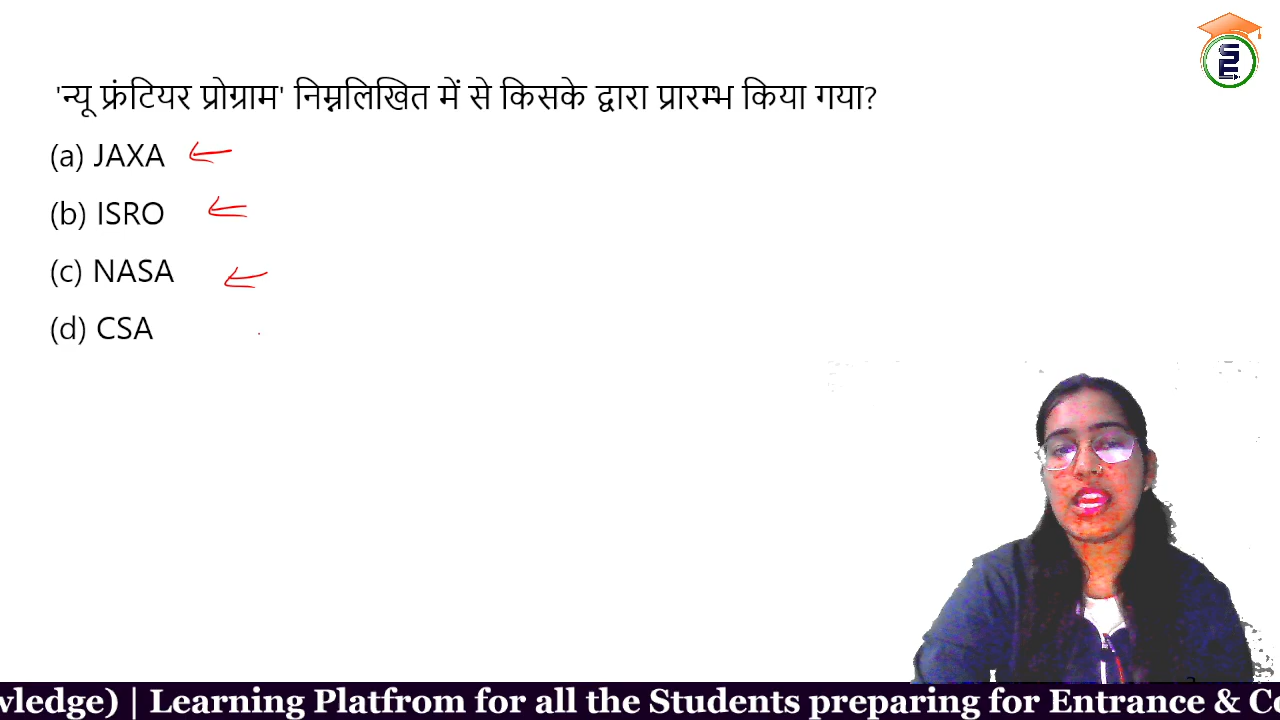 'न्यू फ्रंटियर प्रोग्राम' निम्नलिखित में से किसके द्वारा प्रारम्भ किया गया?
(a) JAXA
(b) ISRO
(c) NASA
(d) CSA
wledge) | Learning Platfrom for all the Students preparing for Entrance & Co